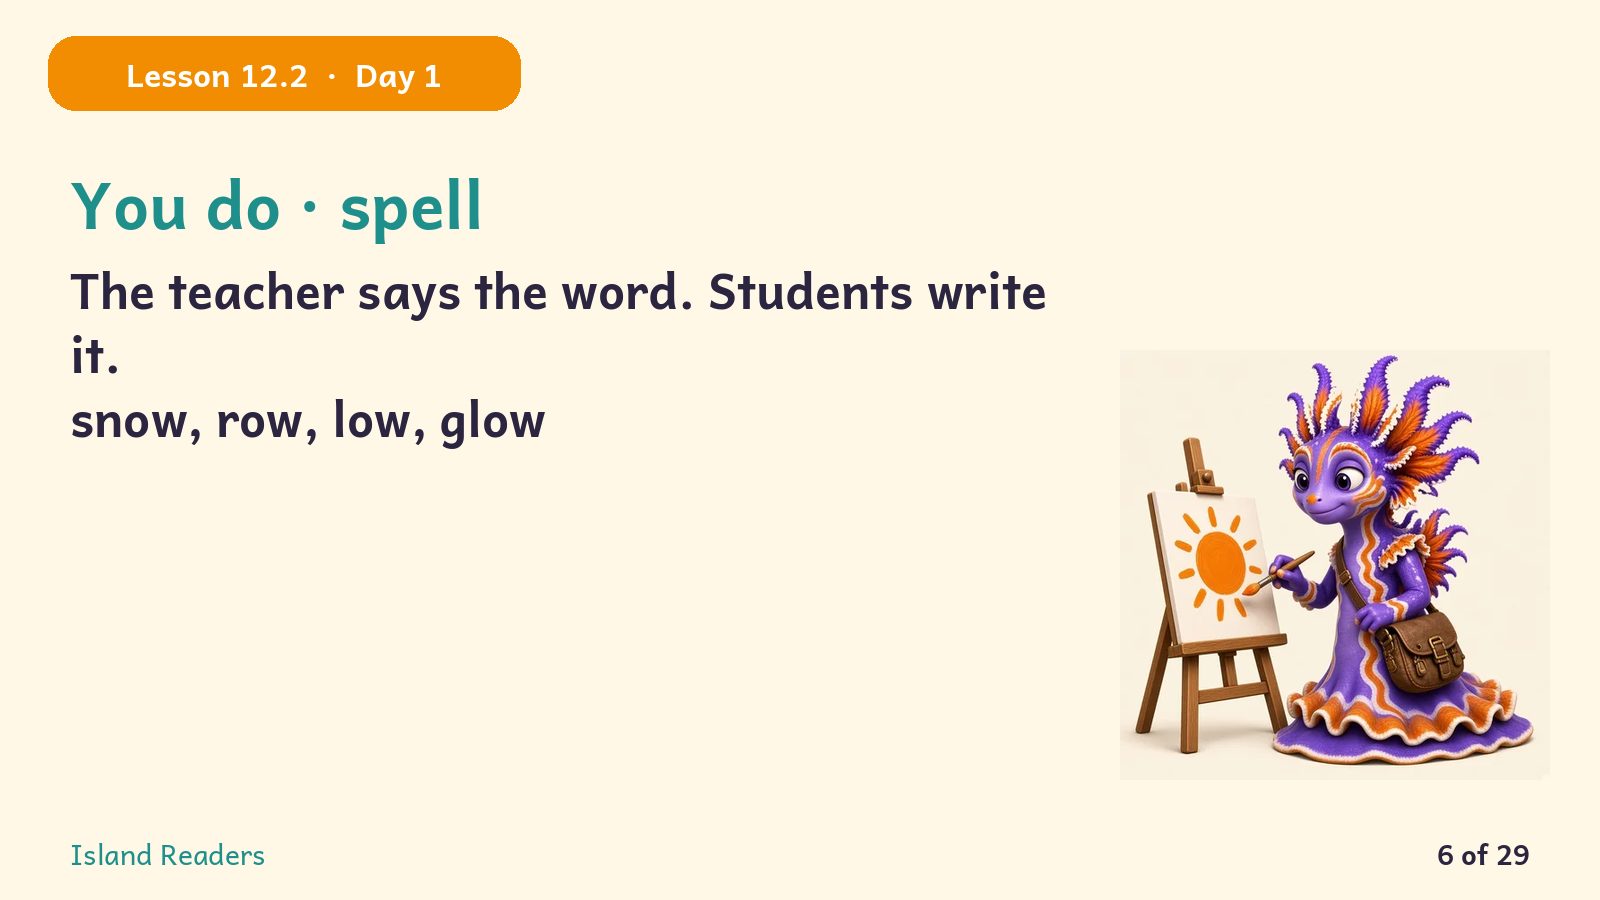 Lesson 12.2 · Day 1
You do · spell
The teacher says the word. Students write
it.
snow, row, low, glow
Island Readers
6 of 29